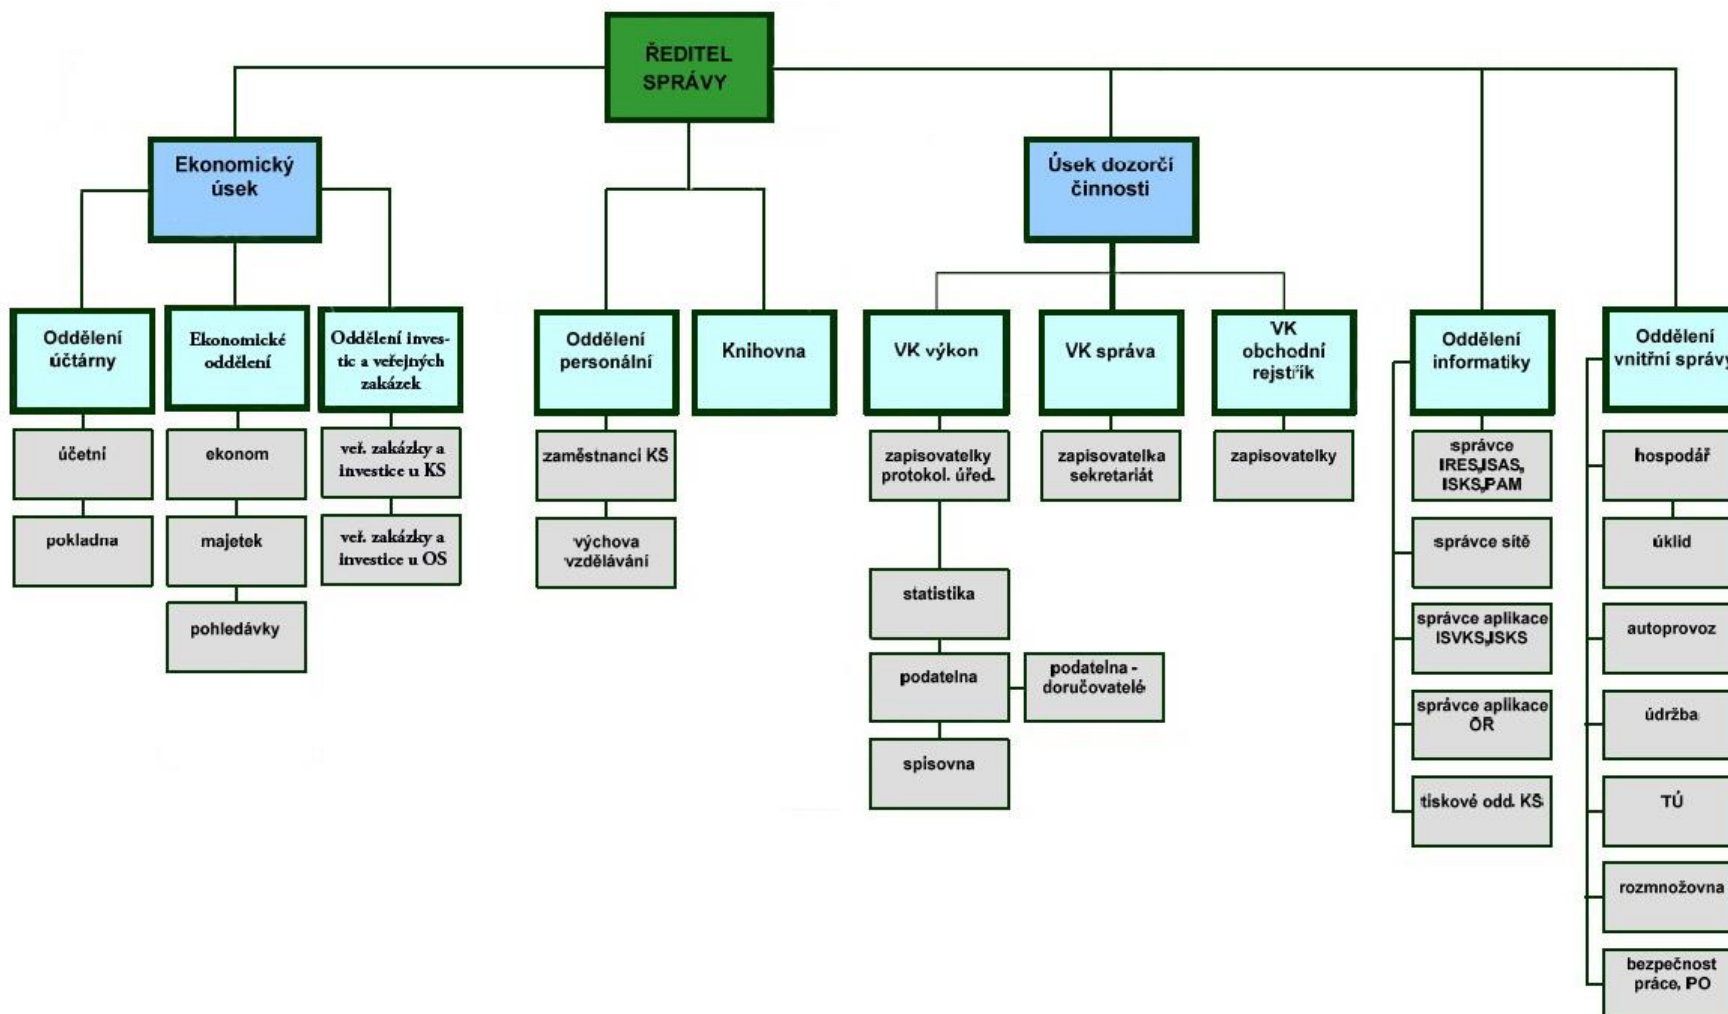 ŘEDITEL
SPRÁVY
Ekonomický
úsek
Úsek dozorčí
činnosti
Oddělení
účtárny
Ekonomické
oddělení
Oddělení inves-
tic a veřejných
zakázek
Oddělení
personální
Knihovna
VK výkon
VK správa
VK
obchodní
rejstřík
Oddělení
informatiky
Oddělení
vnitřní správy
účetní
pokladna
ekonom
majetek
pohledávky
veř. zakázky a
investice u KS
veř. zakázky a
investice u OS
zaměstnanci KS
výchova
vzdělávání
zapisovatelky
protokol. úřed.
statistika
podatelna
podatelna -
doručovatelé
spisovna
zapisovatelka
sekretariát
zapisovatelky
správce
IRES,ISAS,
ISKS,PAM
správce sítě
správce aplikace
ISVKS,ISKS
správce aplikace
OR
tiskové odd. KS
hospodář
úklid
autoprovoz
údržba
TÚ
rozmnožovna
bezpečnost
práce, PO